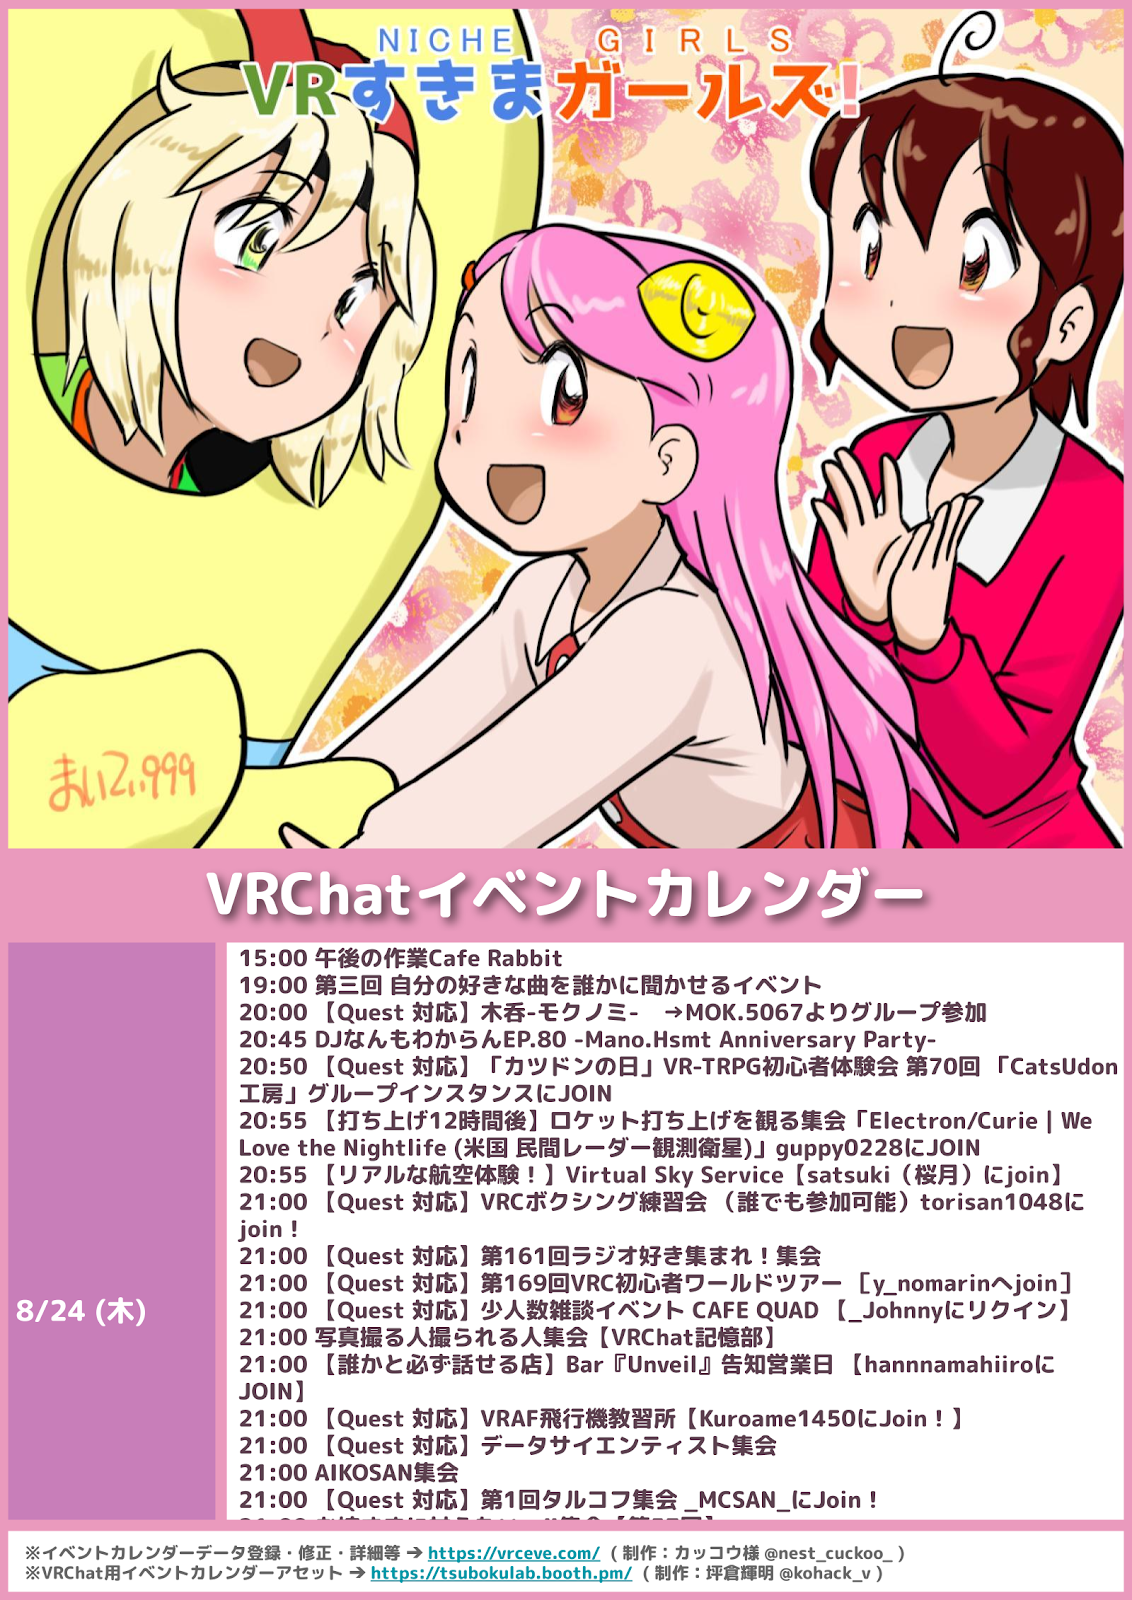 NICHE GIRLS
VRすきまガールズ!
まいてぃ999
VRChatイベントカレンダー
8/24 (木)
15:00 午後の作業Cafe Rabbit
19:00 第三回 自分の好きな曲を誰かに聞かせるイベント
20:00 【Quest 対応】木呑-モクノミ-　→MOK.5067よりグループ参加
20:45 DJなんもわからんEP.80 -Mano.Hsmt Anniversary Party-
20:50 【Quest 対応】「カツドンの日」VR-TRPG初心者体験会 第70回 「CatsUdon
工房」グループインスタンスにJOIN
20:55 【打ち上げ12時間後】ロケット打ち上げを観る集会「Electron/Curie | We
Love the Nightlife (米国 民間レーダー観測衛星)」guppy0228にJOIN
20:55 【リアルな航空体験！】Virtual Sky Service【satsuki（桜月）にjoin】
21:00 【Quest 対応】VRCボクシング練習会 （誰でも参加可能）torisan1048に
join！
21:00 【Quest 対応】第161回ラジオ好き集まれ！集会
21:00 【Quest 対応】第169回VRC初心者ワールドツアー ［y_nomarinへjoin］
21:00 【Quest 対応】少人数雑談イベント CAFE QUAD 【_Johnnyにリクイン】
21:00 写真撮る人撮られる人集会【VRChat記憶部】
21:00 【誰かと必ず話せる店】Bar『Unveil』告知営業日 【hannnamahiiroに
JOIN】
21:00 【Quest 対応】VRAF飛行機教習所【Kuroame1450にJoin！】
21:00 【Quest 対応】データサイエンティスト集会
21:00 AIKOSAN集会
21:00 【Quest 対応】第1回タルコフ集会 _MCSAN_にJoin！
※イベントカレンダーデータ登録・修正・詳細等 → https://vrceve.com/ ( 制作：カッコウ様 @nest_cuckoo_ )
※VRChat用イベントカレンダーアセット → https://tsubokulab.booth.pm/ ( 制作：坪倉輝明 @kohack_v )